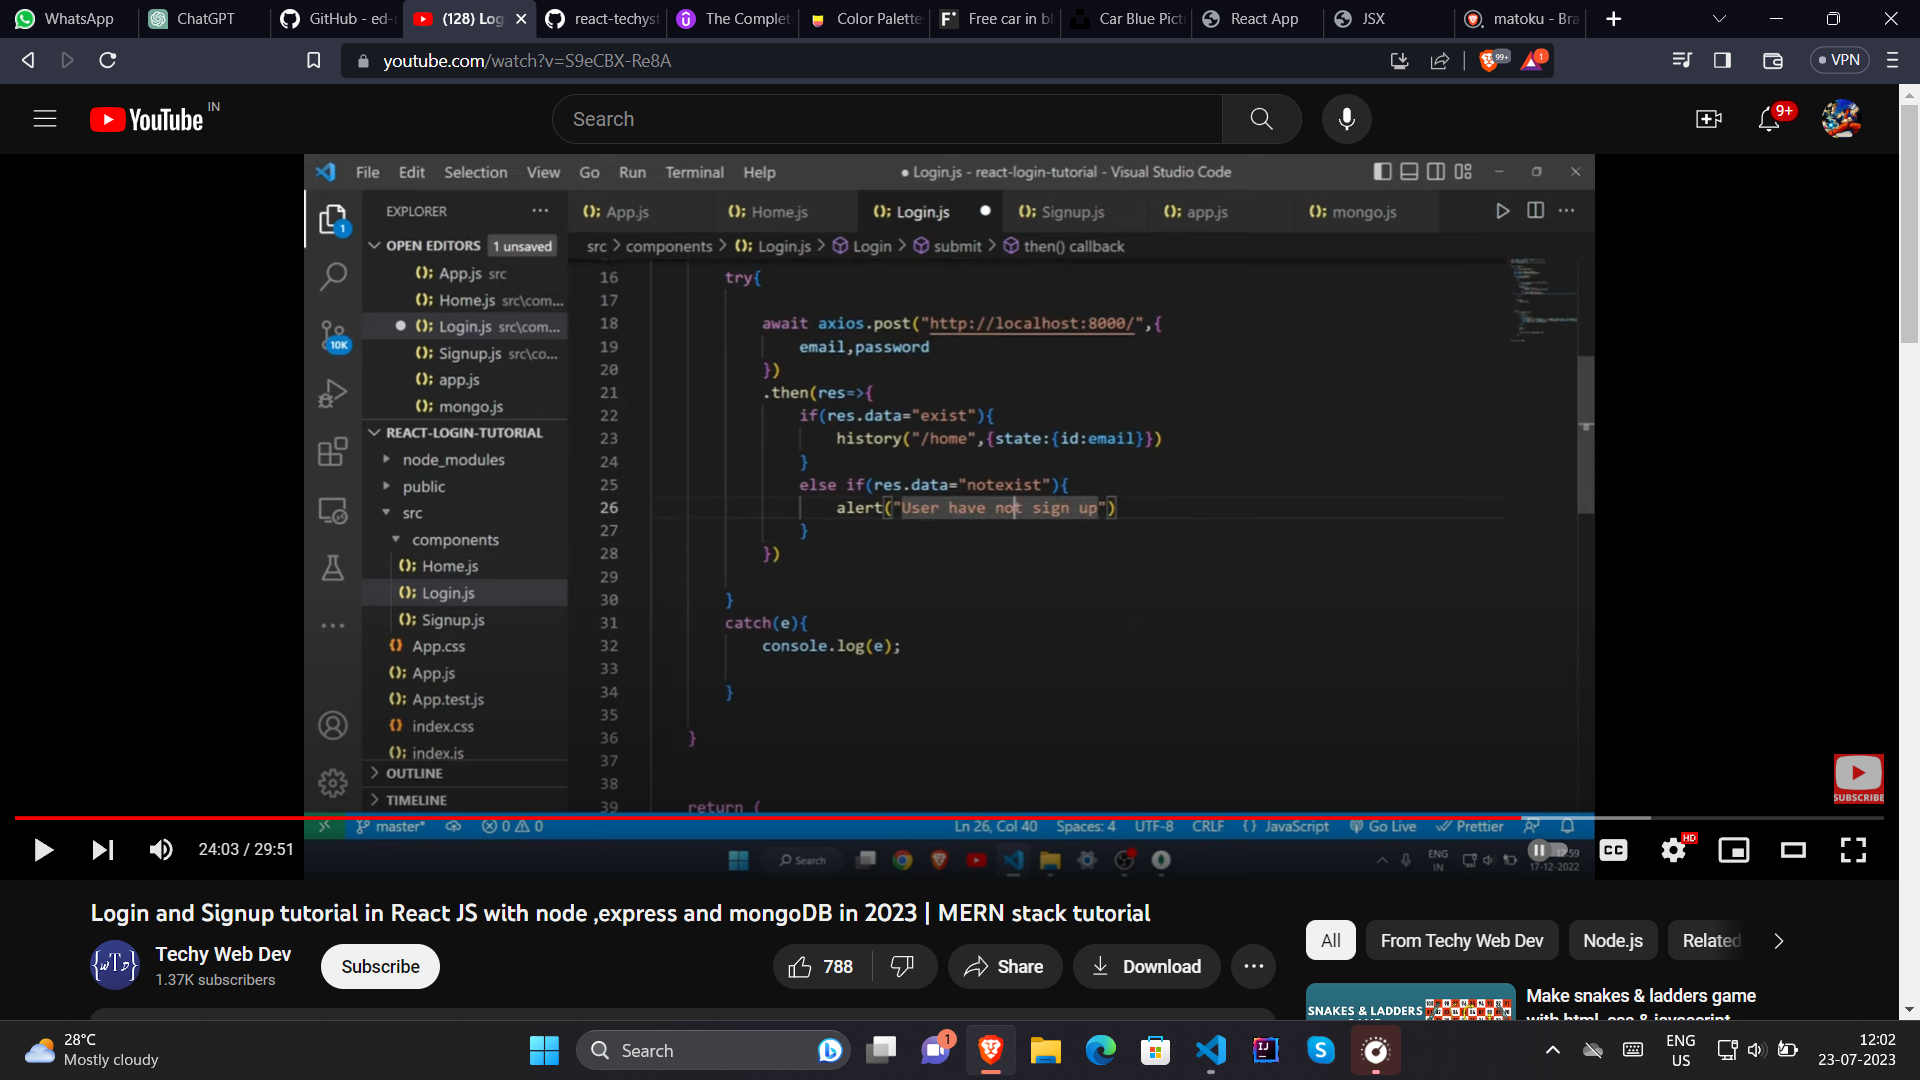 WhatsApp
ChatGPT
GitHub - ed-
(128) Log
react-techyst
The Complet
Color Palette
Free car in bl
Car Blue Pict
React App
JSX
matoku - Bra
youtube.com/watch?v=S9eCBX-Re8A
99+
1
VPN
YouTube IN
Search
9+
File Edit Selection View Go Run Terminal Help
● Login.js - react-login-tutorial - Visual Studio Code
EXPLORER
App.js
Home.js
Login.js
Signup.js
app.js
mongo.js
1
OPEN EDITORS 1 unsaved
src > components > Login.js > Login > submit > then() callback
App.js src
Home.js src\com...
Login.js src\com...
Signup.js src\co...
app.js
mongo.js
10K
REACT-LOGIN-TUTORIAL
node_modules
public
src
components
Home.js
Login.js
Signup.js
App.css
App.js
App.test.js
index.css
index.js
OUTLINE
TIMELINE
16 try{
17
18 await axios.post("http://localhost:8000/",{
19 email,password
20 })
21 .then(res=>{
22 if(res.data="exist"){
23 history("/home",{state:{id:email}})
24 }
25 else if(res.data="notexist"){
26 alert("User have not sign up")
27 }
28 })
29
30 }
31 catch(e){
32 console.log(e);
33
34 }
35
36 }
37
38
39 return (
SUBSCRIBE
master*
0 0
Ln 26, Col 40 Spaces: 4 UTF-8 CRLF {} JavaScript Go Live Prettier
24:03 / 29:51
Search
ENG
IN
17-12-2022
CC
HD
Login and Signup tutorial in React JS with node ,express and mongoDB in 2023 | MERN stack tutorial
Techy Web Dev
1.37K subscribers
Subscribe
788
Share
Download
All
From Techy Web Dev
Node.js
Related
SNAKES & LADDERS
Make snakes & ladders game
with html, css & javascript
28°C
Mostly cloudy
Search
1
ENG
US
12:02
23-07-2023